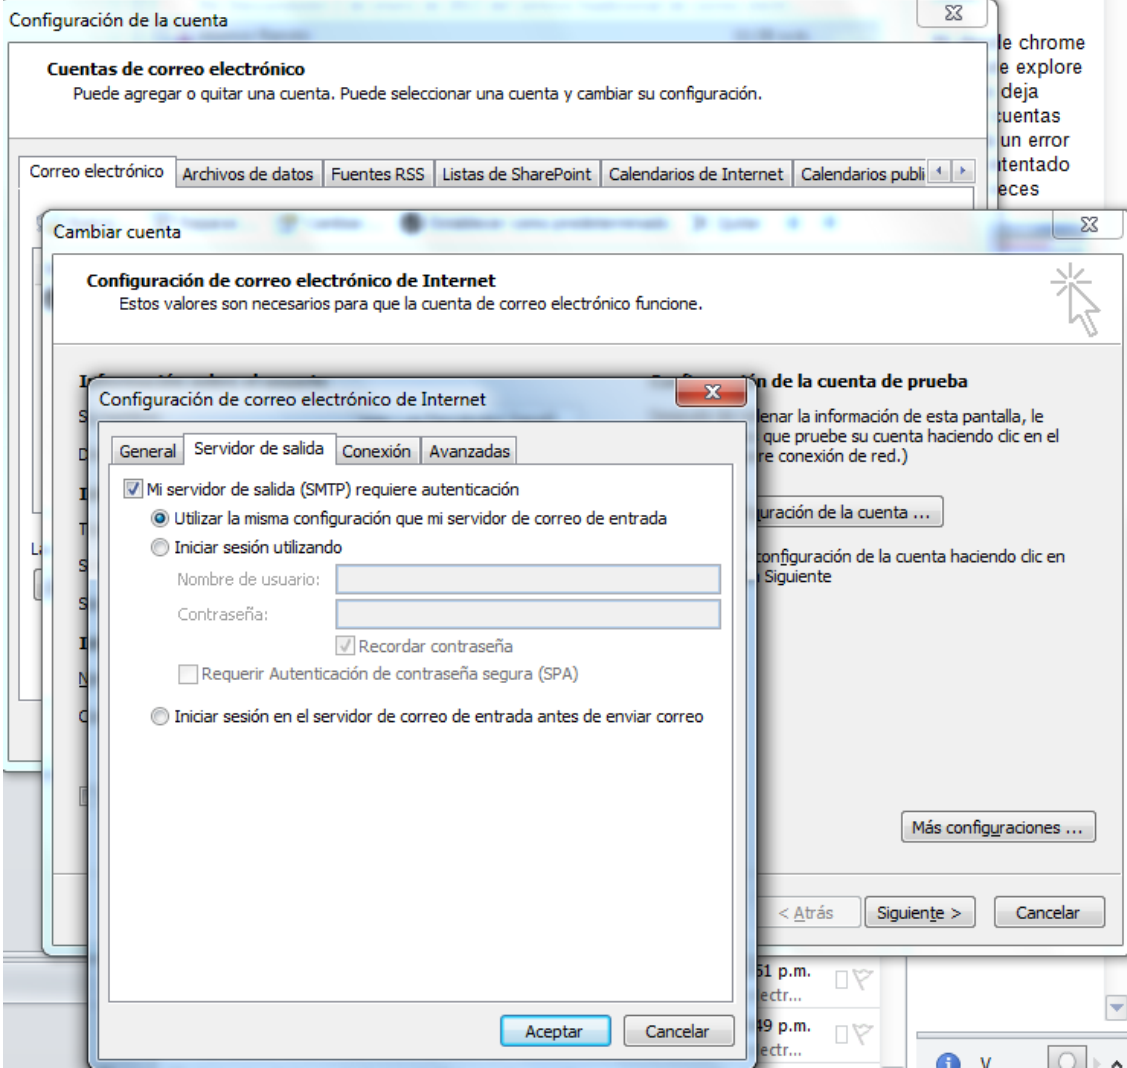 Configuración de la cuenta
Cuentas de correo electrónico
Puede agregar o quitar una cuenta. Puede seleccionar una cuenta y cambiar su configuración.
Correo electrónico Archivos de datos Fuentes RSS Listas de SharePoint Calendarios de Internet Calendarios publi
le chrome
e explore
deja
cuentas
un error
ntentado
eces
Cambiar cuenta
Configuración de correo electrónico de Internet
Estos valores son necesarios para que la cuenta de correo electrónico funcione.
n de la cuenta de prueba
lenar la información de esta pantalla, le
que pruebe su cuenta haciendo clic en el
re conexión de red.)
uración de la cuenta ...
configuración de la cuenta haciendo clic en
Siguiente
Más configuraciones ...
< Atrás Siguiente > Cancelar
Configuración de correo electrónico de Internet
General Servidor de salida Conexión Avanzadas
Mi servidor de salida (SMTP) requiere autenticación
Utilizar la misma configuración que mi servidor de correo de entrada
Iniciar sesión utilizando
Nombre de usuario:
Contraseña:
Recordar contraseña
Requerir Autenticación de contraseña segura (SPA)
Iniciar sesión en el servidor de correo de entrada antes de enviar correo
Aceptar Cancelar
51 p.m.
ectr...
49 p.m.
ectr...